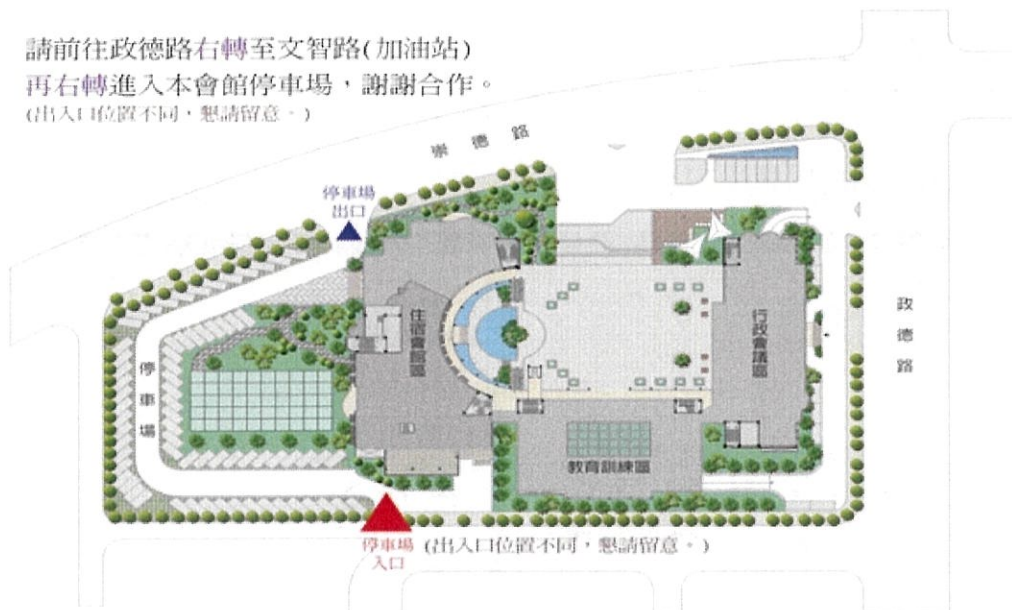 請前往政德路右轉至文智路(加油站)
再右轉進入本會館停車場，謝謝合作。
(出入口位置不同，懇請留意。)
崇德路
停車場
出口
住宿會館區
行政會議區
政德路
停車場
教育訓練區
停車場
入口
(出入口位置不同，懇請留意。)